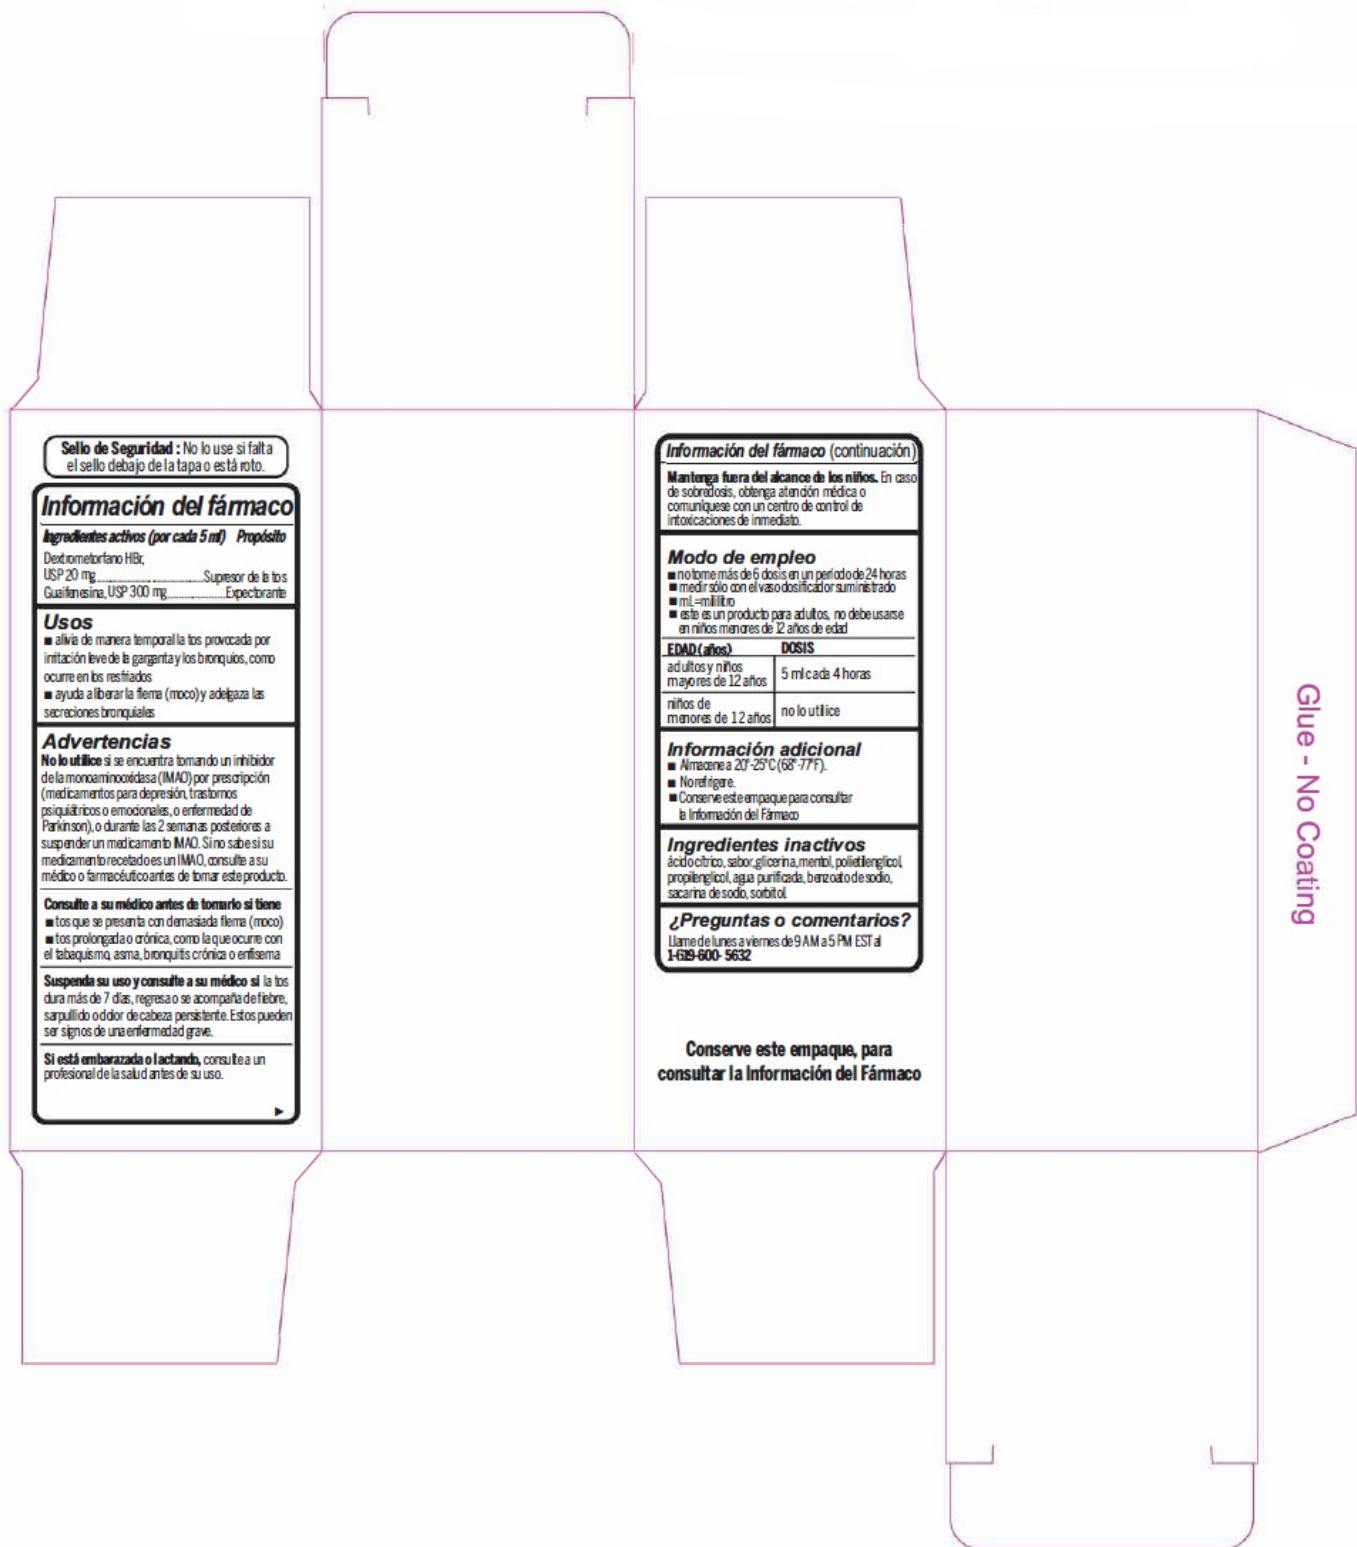 Sello de Seguridad : No lo use si falta
el sello debajo de la tapa o está roto.
Información del fármaco
Ingredientes activos (por cada 5 ml) Propósito
Dextrometorfano HBr,
USP 20 mg..............................Supresor de la tos
Guaifenesina, USP 300 mg................Expectorante
Usos
■ alivia de manera temporal la tos provocada por
irritación leve de la garganta y los bronquios, como
ocurre en los resfriados
■ ayuda a liberar la flema (moco) y adelgaza las
secreciones bronquiales
Advertencias
No lo utilice si se encuentra tomando un inhibidor
de la monoaminooxidasa (IMAO) por prescripción
(medicamentos para depresión, trastornos
psiquiátricos o emocionales, o enfermedad de
Parkinson), o durante las 2 semanas posteriores a
suspender un medicamento IMAO. Si no sabe si su
medicamento recetado es un IMAO, consulte a su
médico o farmacéutico antes de tomar este producto.
Consulte a su médico antes de tomarlo si tiene
■ tos que se presenta con demasiada flema (moco)
■ tos prolongada o crónica, como la que ocurre con
el tabaquismo, asma, bronquitis crónica o enfisema
Suspenda su uso y consulte a su médico si la tos
dura más de 7 días, regresa o se acompaña de fiebre,
sarpullido o dolor de cabeza persistente. Estos pueden
ser signos de una enfermedad grave.
Si está embarazada o lactando, consulte a un
profesional de la salud antes de su uso.
►
Información del fármaco (continuación)
Mantenga fuera del alcance de los niños. En caso
de sobredosis, obtenga atención médica o
comuníquese con un centro de control de
intoxicaciones de inmediato.
Modo de empleo
■ no tome más de 6 dosis en un período de 24 horas
■ medir sólo con el vaso dosificador suministrado
■ mL=mililitro
■ este es un producto para adultos, no debe usarse
en niños menores de 12 años de edad
EDAD (años) DOSIS
adultos y niños
mayores de 12 años 5 ml cada 4 horas
niños de
menores de 12 años no lo utilice
Información adicional
■ Almacene a 20°-25°C (68°-77°F).
■ No refrigere.
■ Conserve este empaque para consultar
la Información del Fármaco
Ingredientes inactivos
ácido cítrico, sabor, glicerina, mentol, polietilenglicol,
propilenglicol, agua purificada, benzoato de sodio,
sacarina de sodio, sorbitol.
¿Preguntas o comentarios?
Llame de lunes a viernes de 9 AM a 5 PM EST al
1-619-600- 5632
Conserve este empaque, para
consultar la Información del Fármaco
Glue - No Coating